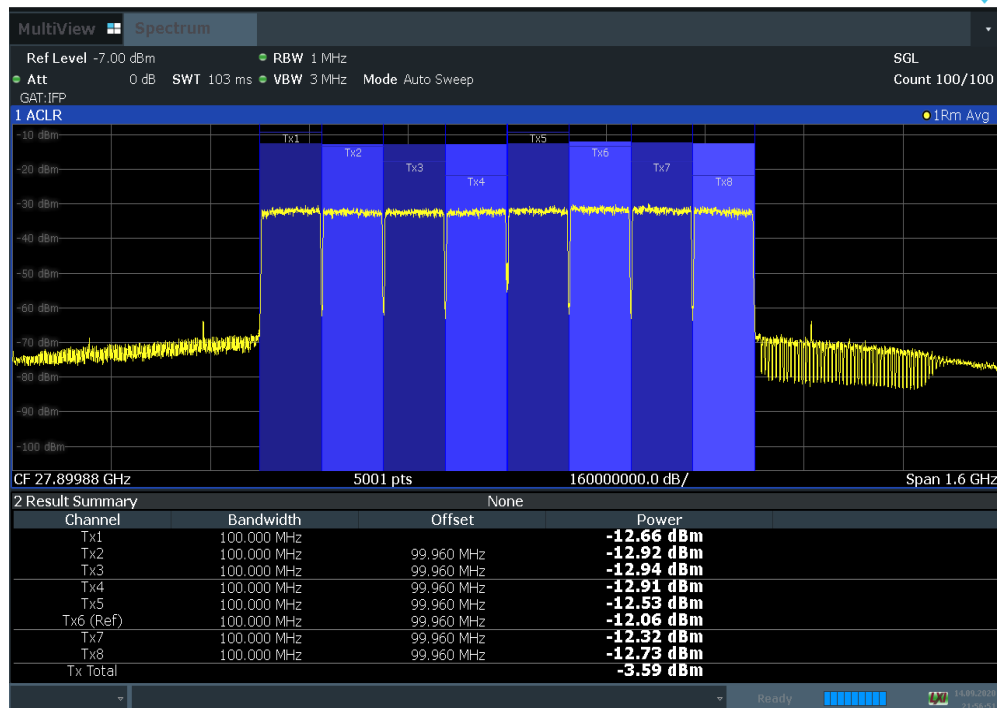 MultiView Spectrum
Ref Level -7.00 dBm RBW 1 MHz SGL
Att 0 dB SWT 103 ms VBW 3 MHz Mode Auto Sweep Count 100/100
GAT:IFP
1 ACLR 1Rm Avg
-10 dBm
Tx1 Tx5
Tx2 Tx6
-20 dBm Tx3 Tx7
Tx4 Tx8
-30 dBm
-40 dBm
-50 dBm
-60 dBm
-70 dBm
-80 dBm
-90 dBm
-100 dBm
CF 27.89988 GHz 5001 pts 160000000.0 dB/ Span 1.6 GHz
2 Result Summary None
Channel Bandwidth Offset Power
Tx1 100.000 MHz -12.66 dBm
Tx2 100.000 MHz 99.960 MHz -12.92 dBm
Tx3 100.000 MHz 99.960 MHz -12.94 dBm
Tx4 100.000 MHz 99.960 MHz -12.91 dBm
Tx5 100.000 MHz 99.960 MHz -12.53 dBm
Tx6 (Ref) 100.000 MHz 99.960 MHz -12.06 dBm
Tx7 100.000 MHz 99.960 MHz -12.32 dBm
Tx8 100.000 MHz 99.960 MHz -12.73 dBm
Tx Total -3.59 dBm
Ready 14.09.2020
21:56:51